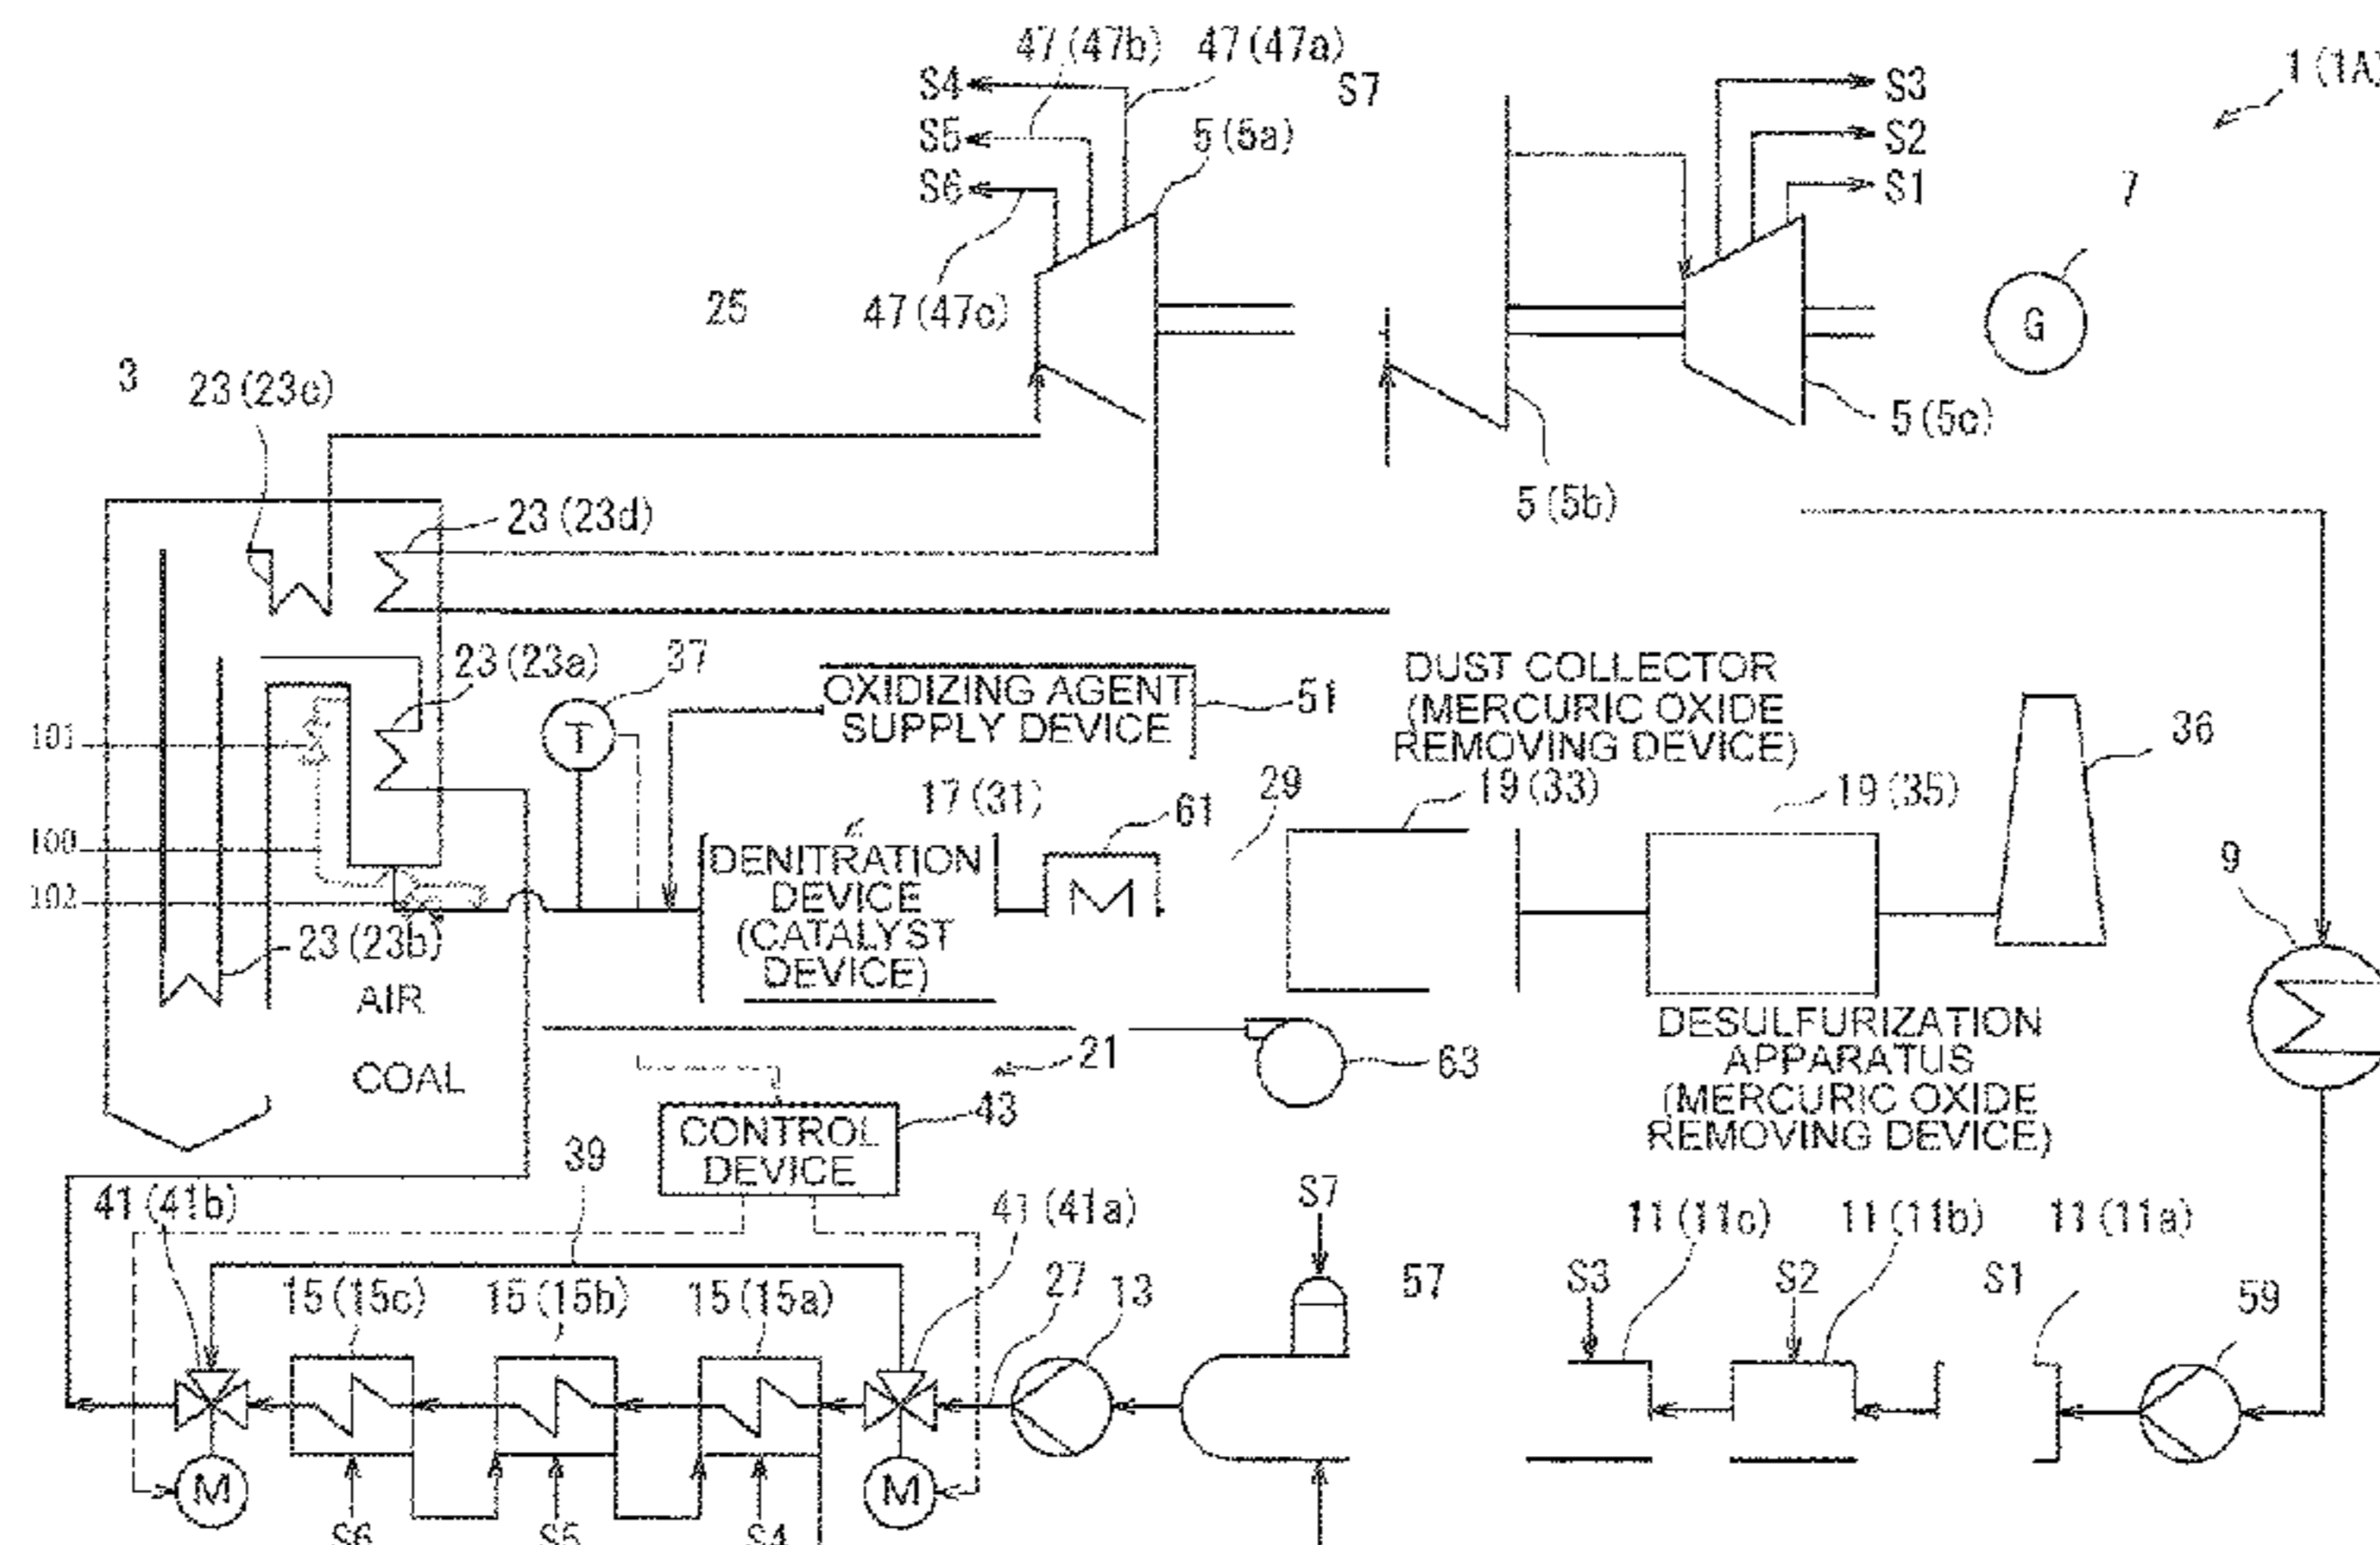 47(47b) 47(47a)
S4 S7 S3 1(1A)
S5 5(5a) S2
S6 S1 7
25 47(47c) G
3 23(23c) 5(5c)
23(23d) 5(5b)
23(23a) 37
OXIDIZING AGENT
SUPPLY DEVICE
51
DUST COLLECTOR
(MERCURIC OXIDE
REMOVING DEVICE)
36
101 T
17(31) 61 29 19(33) 19(35)
100
DENITRATION
DEVICE
(CATALYST
DEVICE)
9
102
23(23b)
AIR
COAL
21 63
DESULFURIZATION
APPARATUS
(MERCURIC OXIDE
REMOVING DEVICE)
43
CONTROL
DEVICE
39
41(41b) 41(41a) S7 11(11c) 11(11b) 11(11a)
15(15c) 15(15b) 15(15a) 27 13 57 S3 S2 S1 59
M M
S6 S5 S4